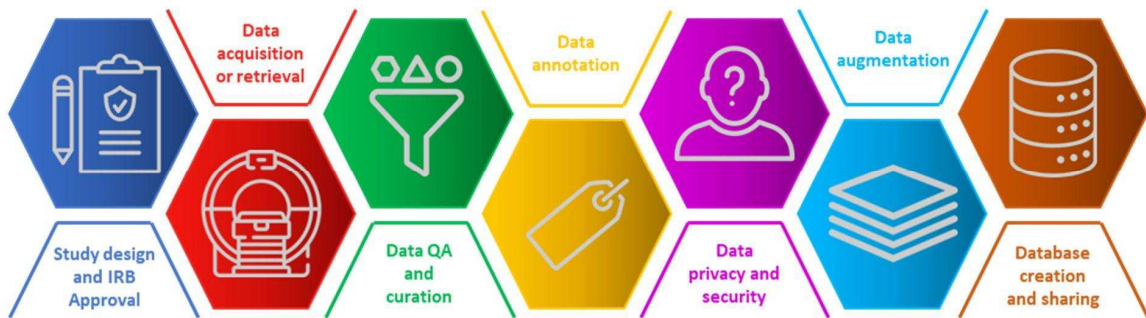 Study design
and IRB
Approval
Data
acquisition
or retrieval
Data QA
and
curation
Data
annotation
?
Data
privacy and
security
Data
augmentation
Database
creation
and sharing